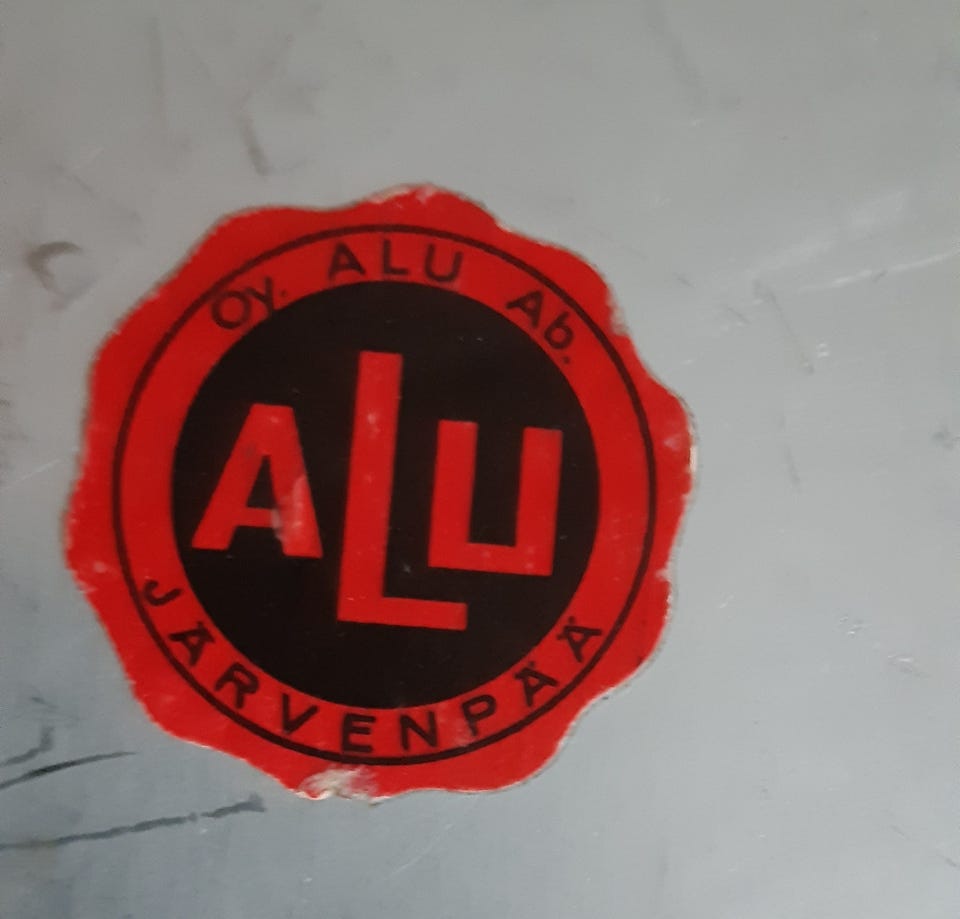 Oy. ALU Ab.
ALU
JÄRVENPÄÄ